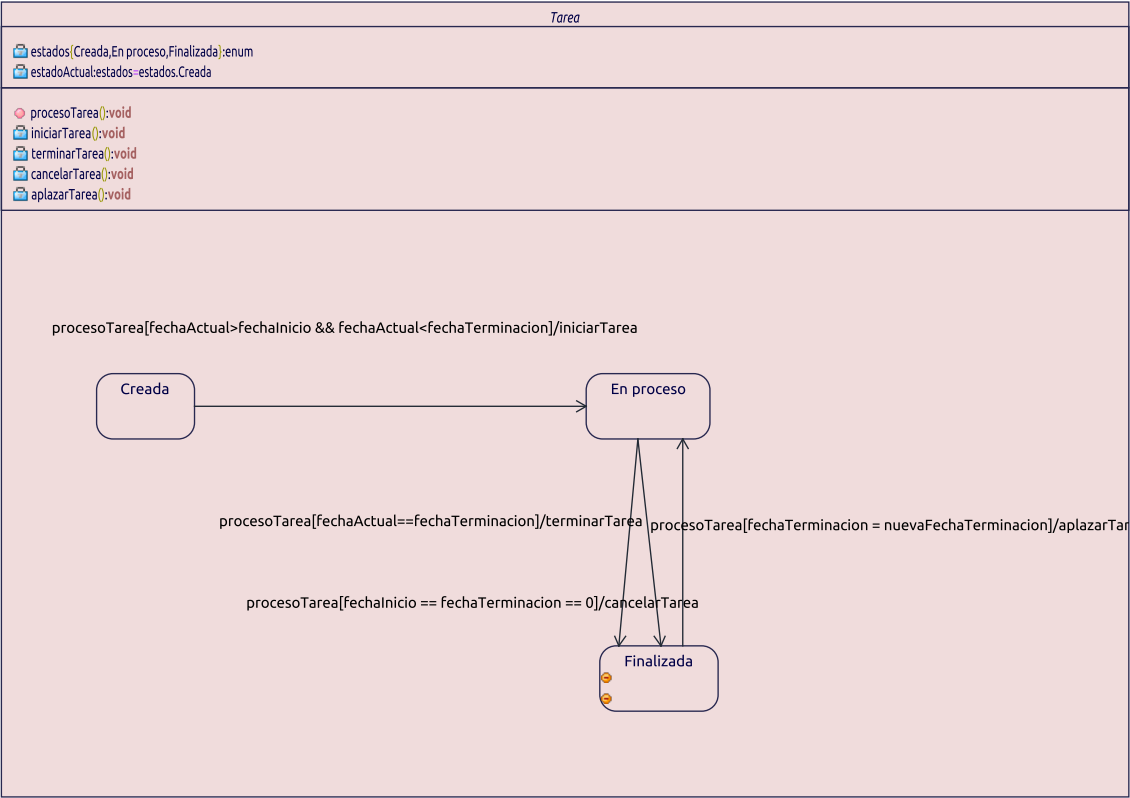 Tarea
estados{Creada,En proceso,Finalizada}:enum
estadoActual:estados=estados.Creada
procesoTarea():void
iniciarTarea():void
terminarTarea():void
cancelarTarea():void
aplazarTarea():void
procesoTarea[fechaActual>fechaInicio && fechaActual<fechaTerminacion]/iniciarTarea
Creada
En proceso
procesoTarea[fechaActual==fechaTerminacion]/terminarTarea
procesoTarea[fechaTerminacion = nuevaFechaTerminacion]/aplazarTar
procesoTarea[fechaInicio == fechaTerminacion == 0]/cancelarTarea
Finalizada